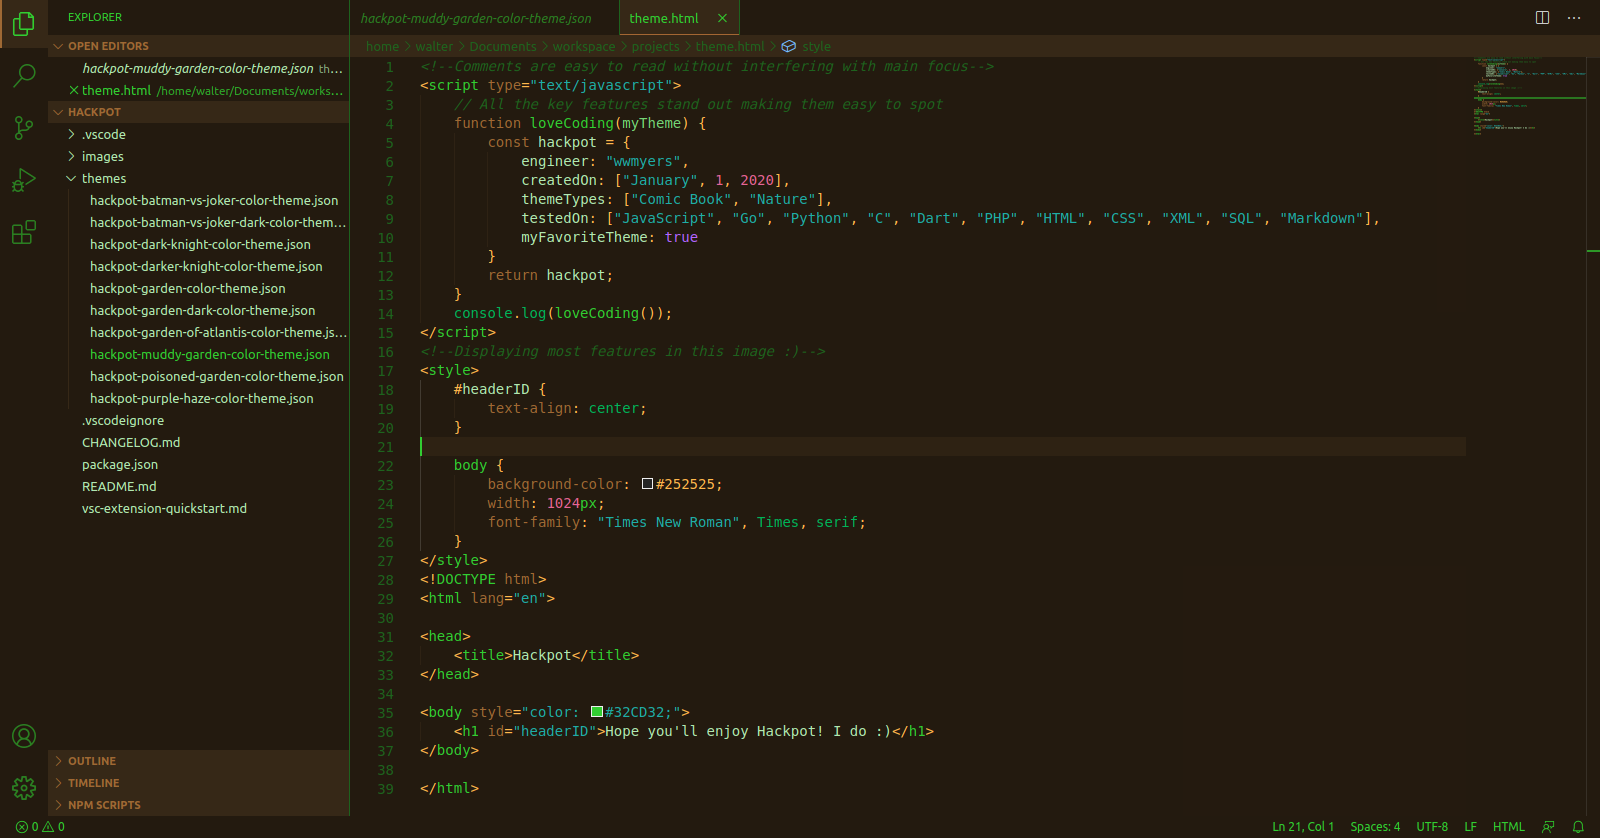 EXPLORER
OPEN EDITORS
hackpot-muddy-garden-color-theme.json th...
theme.html /home/walter/Documents/works...
HACKPOT
.vscode
images
themes
hackpot-batman-vs-joker-color-theme.json
hackpot-batman-vs-joker-dark-color-them...
hackpot-dark-knight-color-theme.json
hackpot-darker-knight-color-theme.json
hackpot-garden-color-theme.json
hackpot-garden-dark-color-theme.json
hackpot-garden-of-atlantis-color-theme.js...
hackpot-muddy-garden-color-theme.json
hackpot-poisoned-garden-color-theme.json
hackpot-purple-haze-color-theme.json
.vscodeignore
CHANGELOG.md
package.json
README.md
vsc-extension-quickstart.md
OUTLINE
TIMELINE
NPM SCRIPTS
hackpot-muddy-garden-color-theme.json theme.html
home > walter > Documents > workspace > projects > theme.html > style
1 <!--Comments are easy to read without interfering with main focus-->
2 <script type="text/javascript">
3 // All the key features stand out making them easy to spot
4 function loveCoding(myTheme) {
5 const hackpot = {
6 engineer: "wwmyers",
7 createdOn: ["January", 1, 2020],
8 themeTypes: ["Comic Book", "Nature"],
9 testedOn: ["JavaScript", "Go", "Python", "C", "Dart", "PHP", "HTML", "CSS", "XML", "SQL", "Markdown"],
10 myFavoriteTheme: true
11 }
12 return hackpot;
13 }
14 console.log(loveCoding());
15 </script>
16 <!--Displaying most features in this image :)-->
17 <style>
18 #headerID {
19 text-align: center;
20 }
21
22 body {
23 background-color: #252525;
24 width: 1024px;
25 font-family: "Times New Roman", Times, serif;
26 }
27 </style>
28 <!DOCTYPE html>
29 <html lang="en">
30
31 <head>
32 <title>Hackpot</title>
33 </head>
34
35 <body style="color: #32CD32;">
36 <h1 id="headerID">Hope you'll enjoy Hackpot! I do :)</h1>
37 </body>
38
39 </html>
0 0
Ln 21, Col 1 Spaces: 4 UTF-8 LF HTML